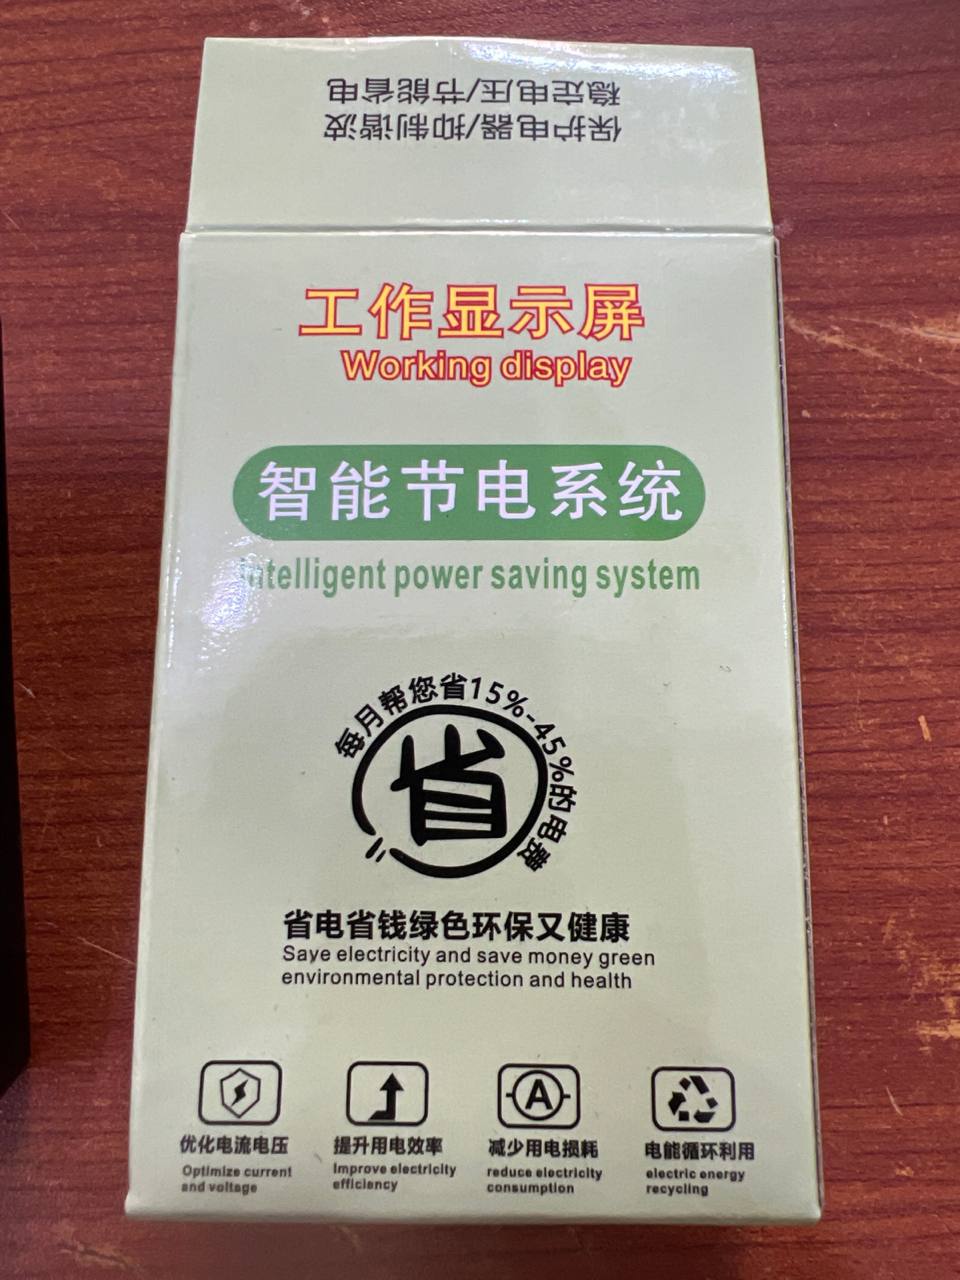 保护电器/抑制谐波
稳定电压/节能省电
工作显示屏
Working display
智能节电系统
intelligent power saving system
每月帮您省15%-45%的电费
省
省电省钱绿色环保又健康
Save electricity and save money green
environmental protection and health
优化电流电压
Optimize current
and voltage
提升用电效率
Improve electricity
efficiency
A
减少用电损耗
reduce electricity
consumption
电能循环利用
electric energy
recycling